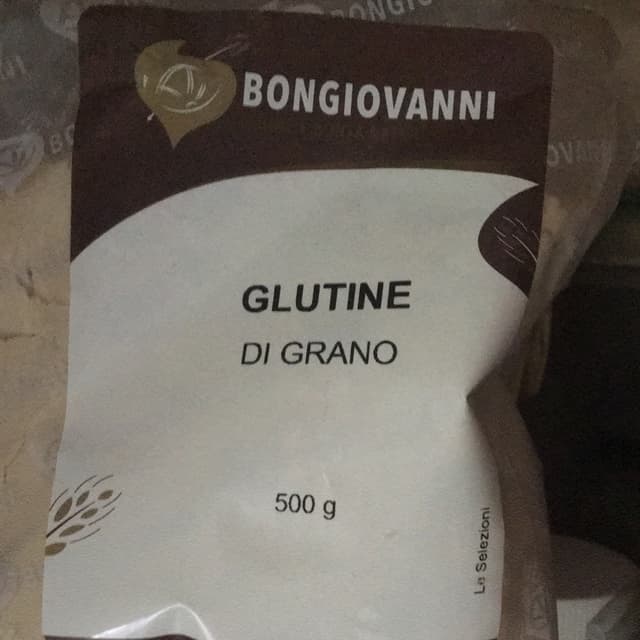 BONGIOVANNI
GLUTINE
DI GRANO
500 g
Le Selezioni